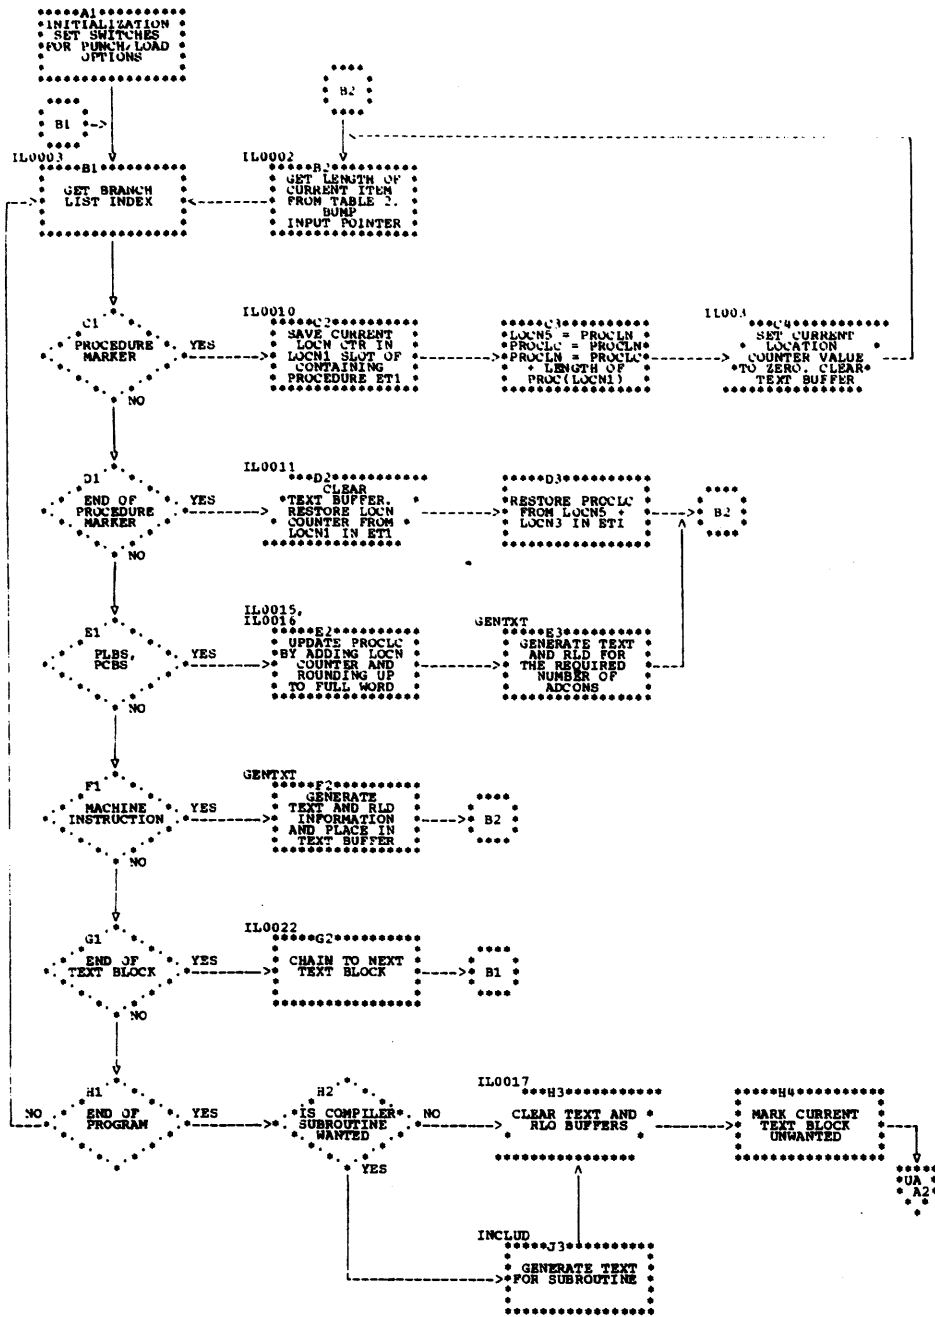 A1
INITIALIZATION
SET SWITCHES
FOR PUNCH/LOAD
OPTIONS
B2
B1
IL0003
B1
GET BRANCH
LIST INDEX
IL0002
B2
GET LENGTH OF
CURRENT ITEM
FROM TABLE 2.
BUMP
INPUT POINTER
C1
PROCEDURE
MARKER
YES
NO
IL0010
C2
SAVE CURRENT
LOCN CTR IN
LOCN1 SLOT OF
CONTAINING
PROCEDURE ET1
C3
LOCN5 = PROCLN
PROCLC = PROCLN
PROCLN = PROCLC
+ LENGTH OF
PROC(LOCN1)
IL003
C4
SET CURRENT
LOCATION
COUNTER VALUE
TO ZERO. CLEAR
TEXT BUFFER
D1
END OF
PROCEDURE
MARKER
YES
NO
IL0011
D2
CLEAR
TEXT BUFFER.
RESTORE LOCN
COUNTER FROM
LOCN1 IN ET1
D3
RESTORE PROCLC
FROM LOCN5 +
LOCN3 IN ET1
B2
E1
PLBS,
PCBS
YES
NO
IL0015,
IL0016
E2
UPDATE PROCLC
BY ADDING LOCN
COUNTER AND
ROUNDING UP
TO FULL WORD
GENTXT
E3
GENERATE TEXT
AND RLD FOR
THE REQUIRED
NUMBER OF
ADCONS
F1
MACHINE
INSTRUCTION
YES
NO
GENTXT
F2
GENERATE
TEXT AND RLD
INFORMATION
AND PLACE IN
TEXT BUFFER
B2
G1
END OF
TEXT BLOCK
YES
NO
IL0022
G2
CHAIN TO NEXT
TEXT BLOCK
B1
H1
END OF
PROGRAM
NO
YES
H2
IS COMPILER
SUBROUTINE
WANTED
NO
YES
IL0017
H3
CLEAR TEXT AND
RLD BUFFERS
H4
MARK CURRENT
TEXT BLOCK
UNWANTED
UA
A2
INCLUD
J3
GENERATE TEXT
FOR SUBROUTINE